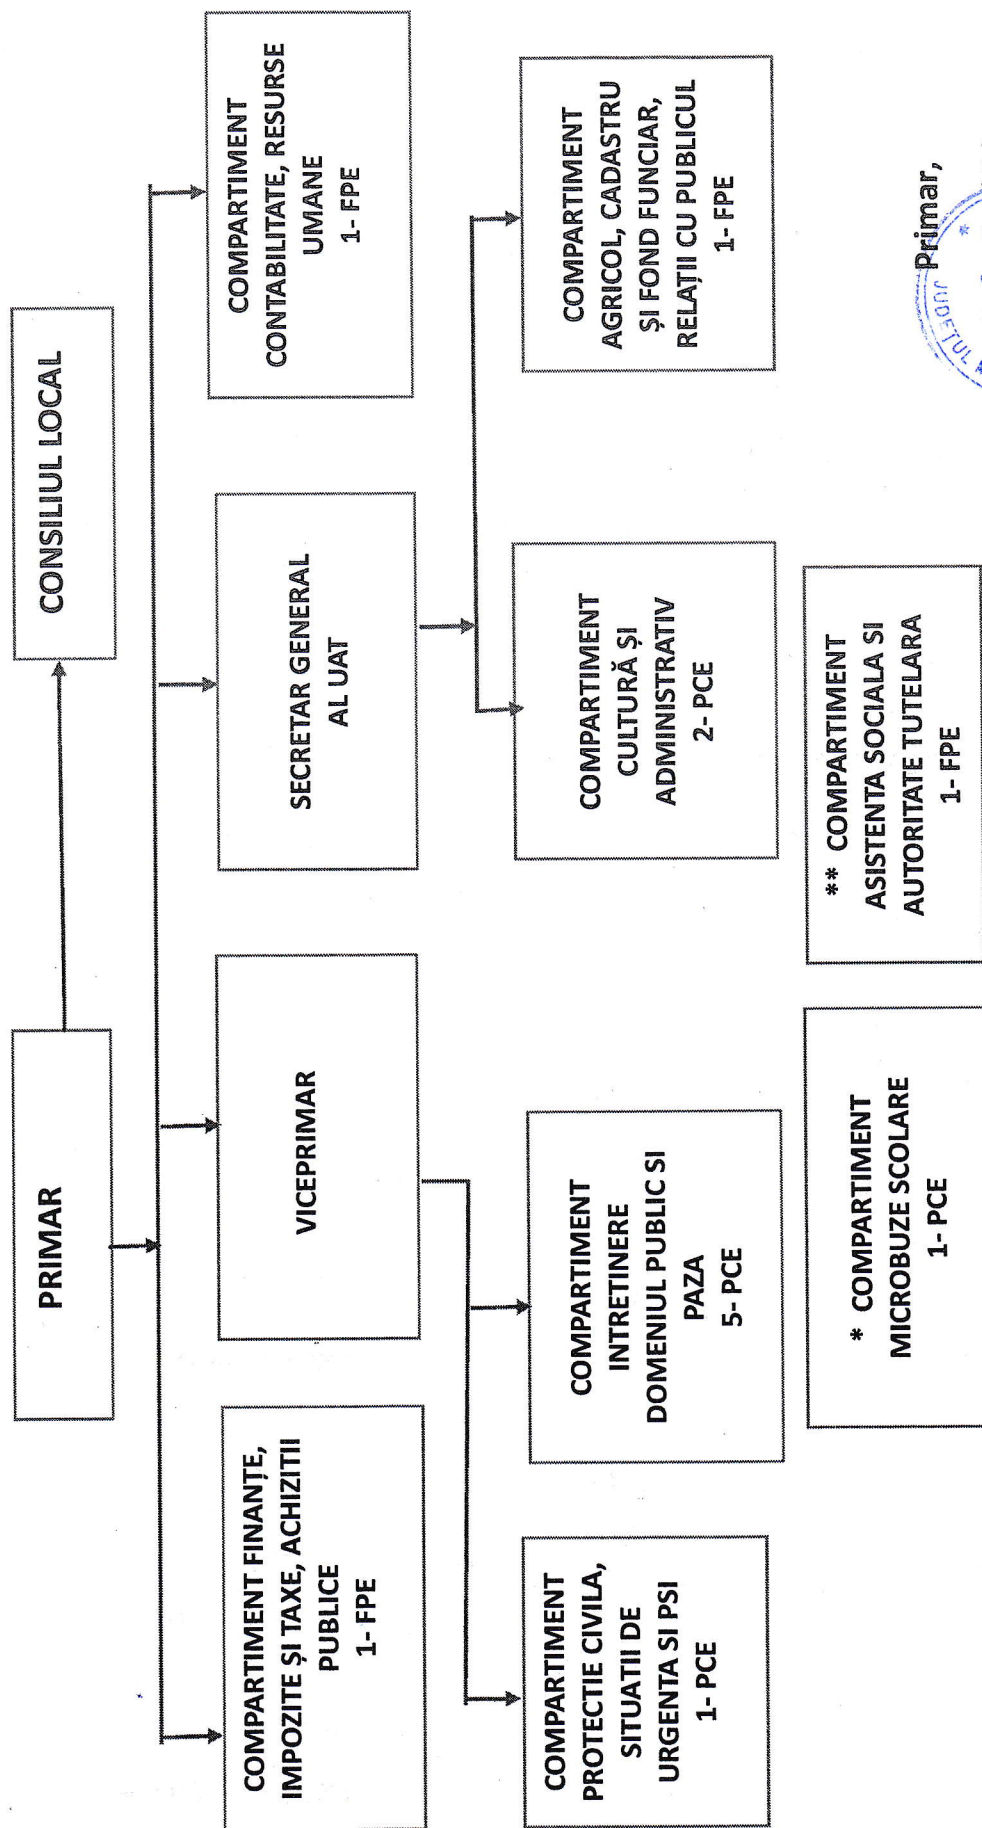 PRIMAR
CONSILIUL LOCAL
COMPARTIMENT FINANȚE,
IMPOZITE ȘI TAXE, ACHIZITII
PUBLICE
1- FPE
VICEPRIMAR
SECRETAR GENERAL
AL UAT
COMPARTIMENT
CONTABILITATE, RESURSE
UMANE
1- FPE
COMPARTIMENT
PROTECTIE CIVILA,
SITUATII DE
URGENTA SI PSI
1- PCE
COMPARTIMENT
INTRETINERE
DOMENIUL PUBLIC SI
PAZA
5- PCE
COMPARTIMENT
CULTURĂ ȘI
ADMINISTRATIV
2- PCE
COMPARTIMENT
AGRICOL, CADASTRU
ȘI FOND FUNCIAR,
RELAȚII CU PUBLICUL
1- FPE
* COMPARTIMENT
MICROBUZE SCOLARE
1- PCE
** COMPARTIMENT
ASISTENTA SOCIALA SI
AUTORITATE TUTELARA
1- FPE
Primar,
JUDEȚUL